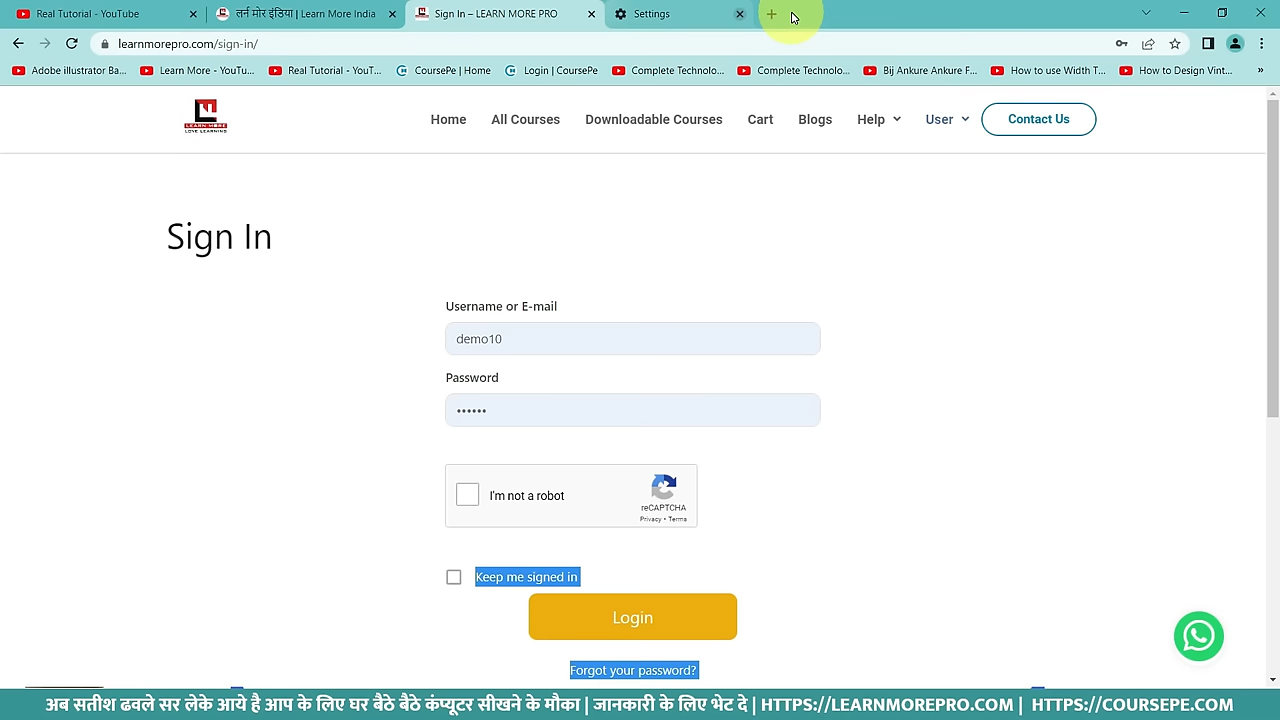 Real Tutorial - YouTube
लर्न मोर इंडिया | Learn More India
Sign In – LEARN MORE PRO
Settings
learnmorepro.com/sign-in/
Adobe illustrator Ba...
Learn More - YouTu...
Real Tutorial - YouT...
CoursePe | Home
Login | CoursePe
Complete Technolo...
Complete Technolo...
Bij Ankure Ankure F...
How to use Width T...
How to Design Vint...
»
LEARN MORE
LOVE LEARNING
Home
All Courses
Downloadable Courses
Cart
Blogs
Help
User
Contact Us
Sign In
Username or E-mail
demo10
Password
••••••
I'm not a robot
reCAPTCHA
Privacy • Terms
Keep me signed in
Login
Forgot your password?
अब सतीश ढवले सर लेके आये है आप के लिए घर बैठे बैठे कंप्यूटर सीखने के मौका | जानकारी के लिए भेट दे | HTTPS://LEARNMOREPRO.COM | HTTPS://COURSEPE.COM